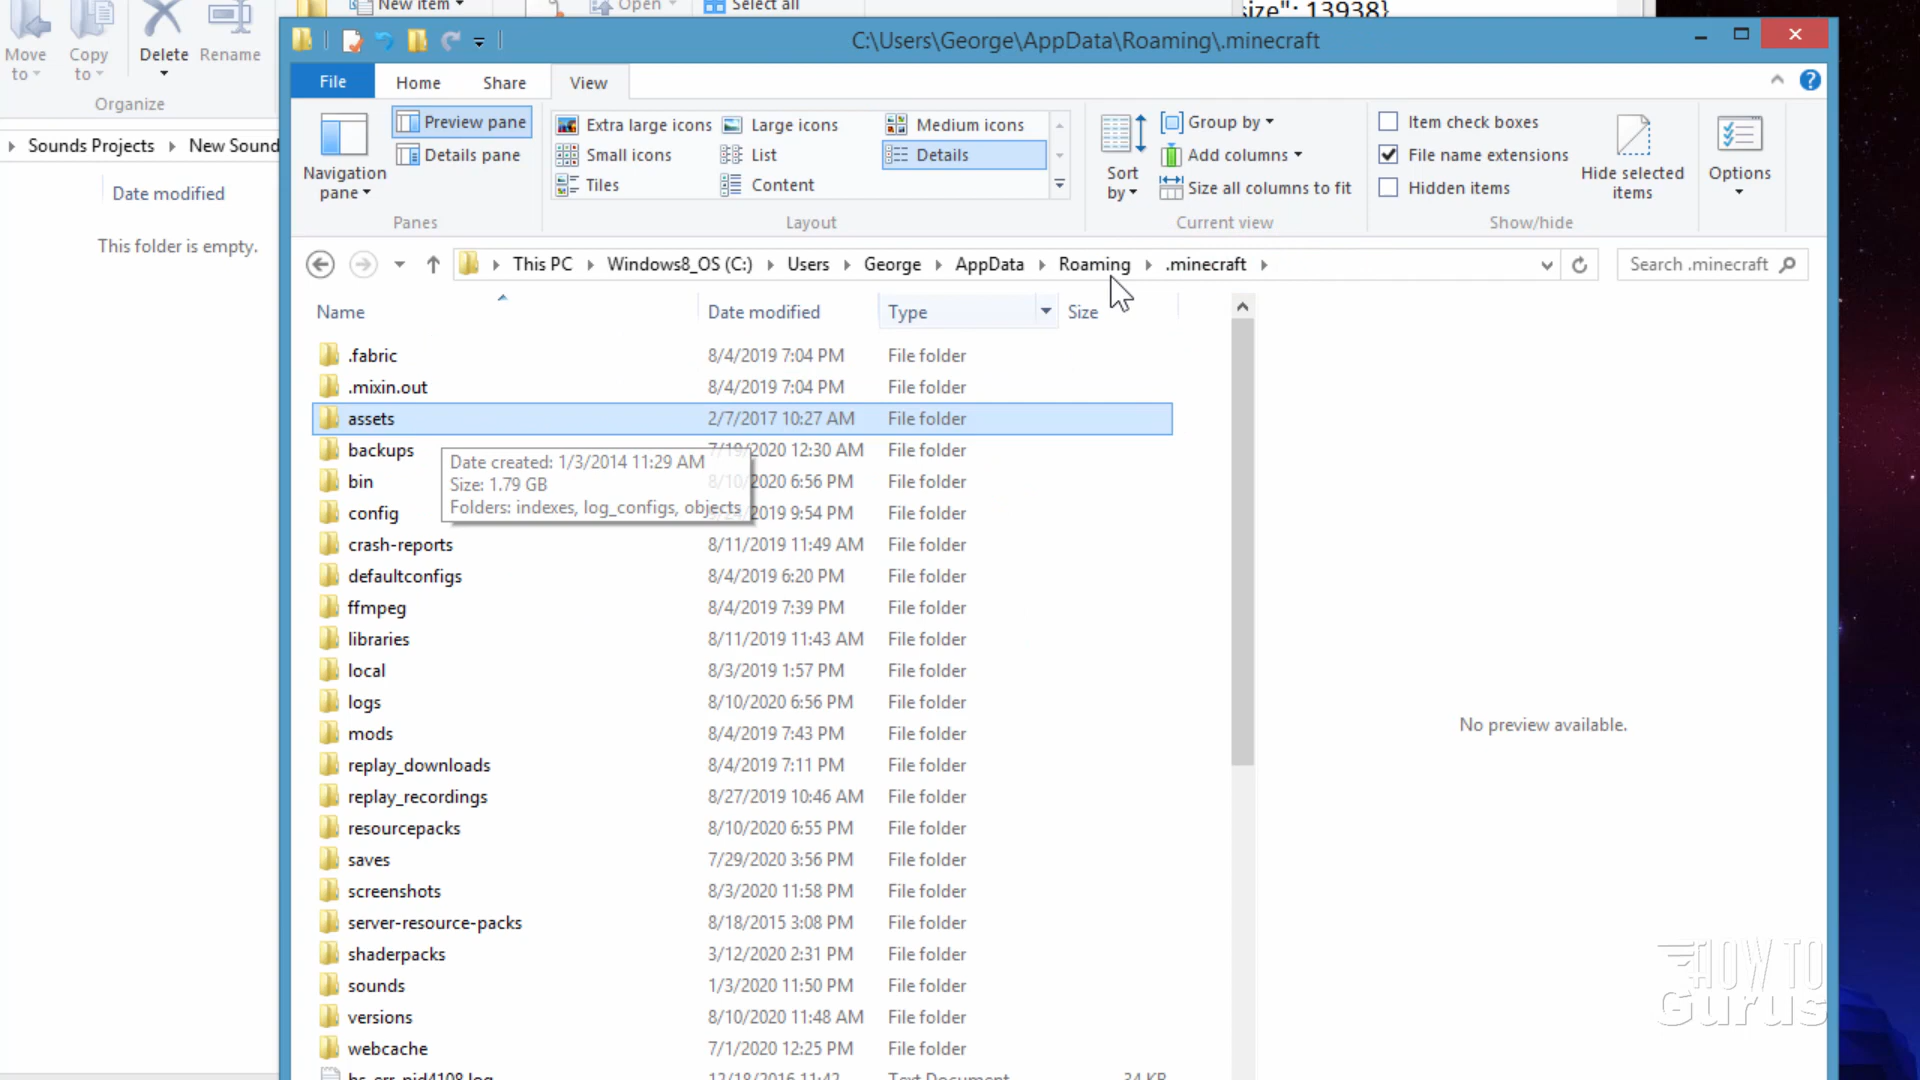 New item
Open
Select all
size": 13938}
Move to
Copy to
Delete
Rename
Organize
Sounds Projects New Sound
Date modified
This folder is empty.
C:\Users\George\AppData\Roaming\.minecraft
File Home Share View
Navigation pane
Preview pane
Details pane
Panes
Extra large icons Large icons Medium icons
Small icons List Details
Tiles Content
Layout
Sort by
Group by
Add columns
Size all columns to fit
Current view
Item check boxes
File name extensions
Hidden items
Hide selected items
Show/hide
Options
This PC Windows8_OS (C:) Users George AppData Roaming .minecraft
Search .minecraft
Name Date modified Type Size
.fabric 8/4/2019 7:04 PM File folder
.mixin.out 8/4/2019 7:04 PM File folder
assets 2/7/2017 10:27 AM File folder
backups 7/19/2020 12:30 AM File folder
Date created: 1/3/2014 11:29 AM
Size: 1.79 GB
Folders: indexes, log_configs, objects
bin 8/10/2020 6:56 PM File folder
config 2019 9:54 PM File folder
crash-reports 8/11/2019 11:49 AM File folder
defaultconfigs 8/4/2019 6:20 PM File folder
ffmpeg 8/4/2019 7:39 PM File folder
libraries 8/11/2019 11:43 AM File folder
local 8/3/2019 1:57 PM File folder
logs 8/10/2020 6:56 PM File folder
mods 8/4/2019 7:43 PM File folder
replay_downloads 8/4/2019 7:11 PM File folder
replay_recordings 8/27/2019 10:46 AM File folder
resourcepacks 8/10/2020 6:55 PM File folder
saves 7/29/2020 3:56 PM File folder
screenshots 8/3/2020 11:58 PM File folder
server-resource-packs 8/18/2015 3:08 PM File folder
shaderpacks 3/12/2020 2:31 PM File folder
sounds 1/3/2020 11:50 PM File folder
versions 8/10/2020 11:48 AM File folder
webcache 7/1/2020 12:25 PM File folder
hs_err_pid4108.log 12/18/2016 11:42 Text Document 34 KB
No preview available.
HOW TO
Gurus